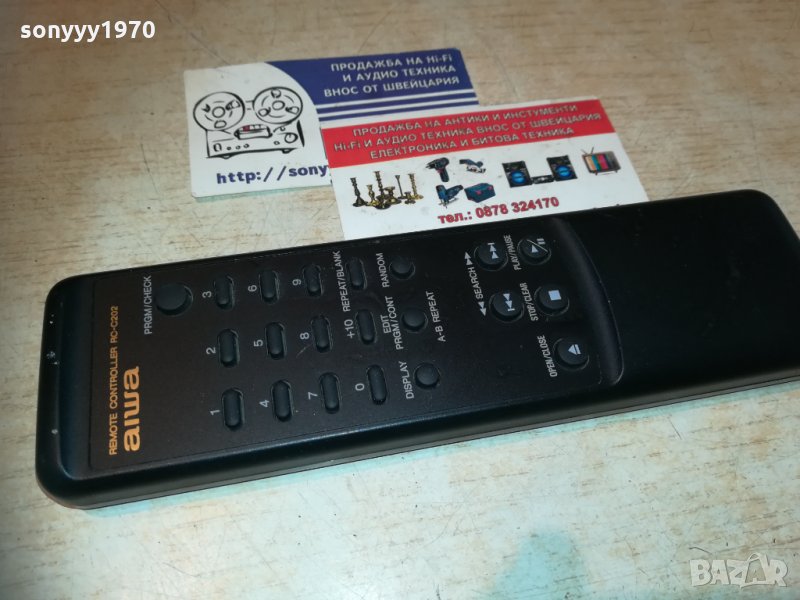 sonyyy1970
ПРОДАЖБА НА Hi-Fi
И АУДИО ТЕХНИКА
ВНОС ОТ ШВЕЙЦАРИЯ
http://sony
ПРОДАЖБА НА АНТИКИ И ИНСТУМЕНТИ
Hi-Fi И АУДИО ТЕХНИКА ВНОС ОТ ШВЕЙЦАРИЯ
ЕЛЕКТРОНИКА И БИТОВА ТЕХНИКА
тел.: 0878 324170
REMOTE CONTROLLER RC-C202
aiwa
PRGM/CHECK
3
6
9
REPEAT/BLANK
RANDOM
2
5
8
+10
EDIT
PRGM/CONT
A-B REPEAT
1
4
7
0
DISPLAY
◀◀ SEARCH ▶▶
PLAY/PAUSE
STOP/CLEAR
OPEN/CLOSE
BAZAR